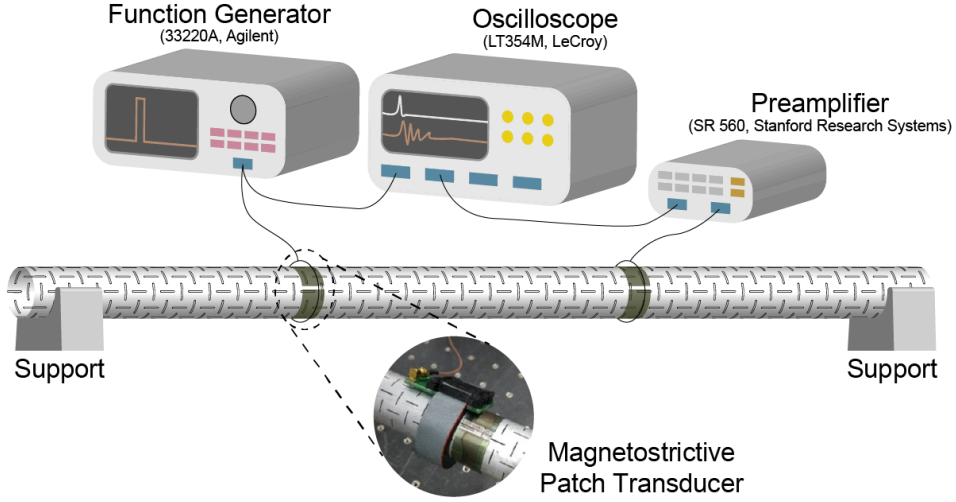 Function Generator
(33220A, Agilent)
Oscilloscope
(LT354M, LeCroy)
Preamplifier
(SR 560, Stanford Research Systems)
Support
Support
Magnetostrictive
Patch Transducer